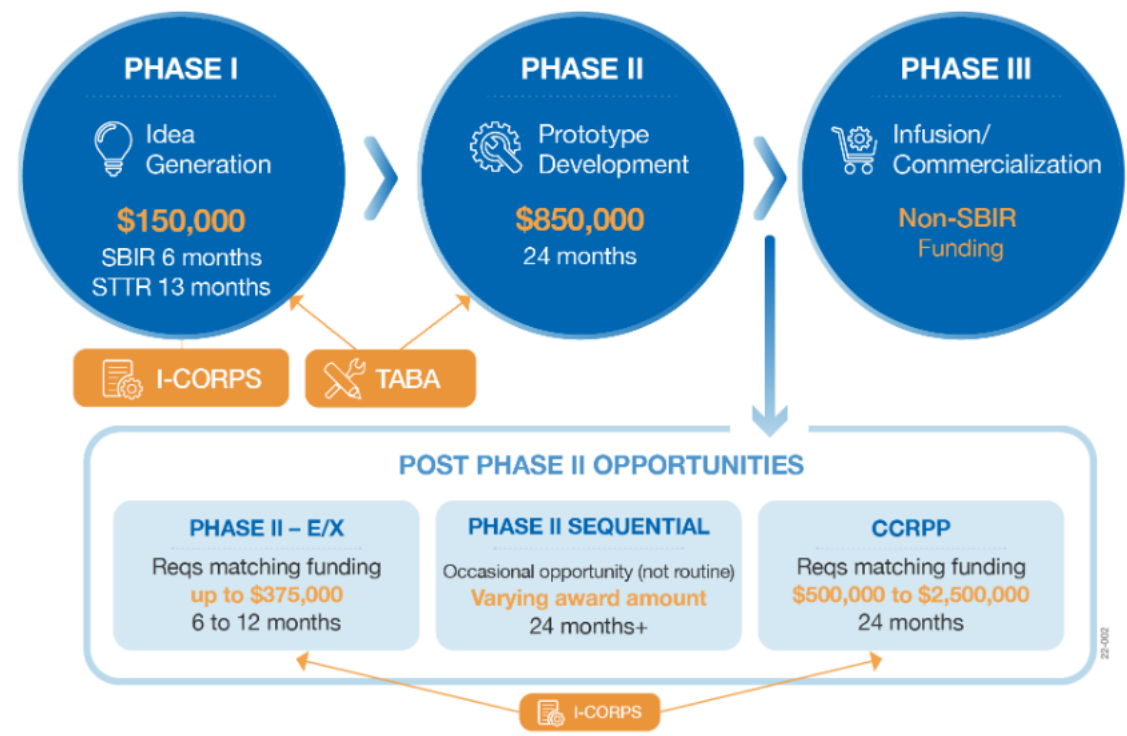 PHASE I
Idea
Generation
$150,000
SBIR 6 months
STTR 13 months
PHASE II
Prototype
Development
$850,000
24 months
PHASE III
Infusion/
Commercialization
Non-SBIR
Funding
I-CORPS
TABA
POST PHASE II OPPORTUNITIES
PHASE II – E/X
Reqs matching funding
up to $375,000
6 to 12 months
PHASE II SEQUENTIAL
Occasional opportunity (not routine)
Varying award amount
24 months+
CCRPP
Reqs matching funding
$500,000 to $2,500,000
24 months
22-002
I-CORPS